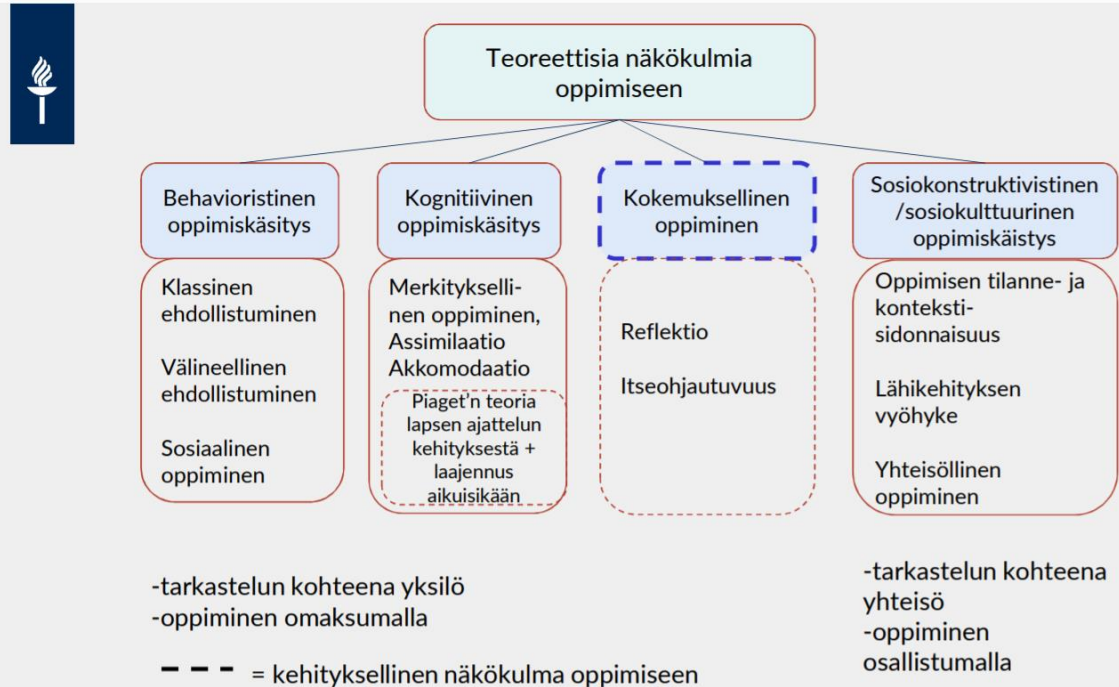 Teoreettisia näkökulmia
oppimiseen
Behavioristinen
oppimiskäsitys
Klassinen
ehdollistuminen
Välineellinen
ehdollistuminen
Sosiaalinen
oppiminen
Kognitiivinen
oppimiskäsitys
Merkitykselli-
nen oppiminen,
Assimilaatio
Akkomodaatio
Piaget’n teoria
lapsen ajattelun
kehityksestä +
laajennus
aikuisikään
Kokemuksellinen
oppiminen
Reflektio
Itseohjautuvuus
Sosiokonstruktivistinen
/sosiokulttuurinen
oppimiskäistys
Oppimisen tilanne- ja
konteksti-
sidonnaisuus
Lähikehityksen
vyöhyke
Yhteisöllinen
oppiminen
-tarkastelun kohteena yksilö
-oppiminen omaksumalla
= kehityksellinen näkökulma oppimiseen
-tarkastelun kohteena
yhteisö
-oppiminen
osallistumalla